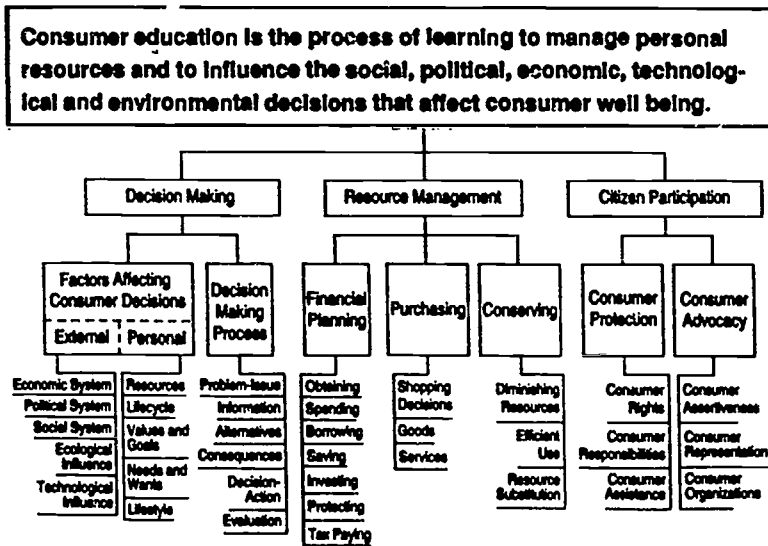 Consumer education is the process of learning to manage personal
resources and to influence the social, political, economic, technolog-
ical and environmental decisions that affect consumer well being.
Decision Making
Resource Management
Citizen Participation
Factors Affecting
Consumer Decisions
External
Personal
Decision
Making
Process
Financial
Planning
Purchasing
Conserving
Consumer
Protection
Consumer
Advocacy
Economic System
Political System
Social System
Ecological
Influence
Technological
Influence
Resources
Lifecycle
Values and
Goals
Needs and
Wants
Lifestyle
Problem-Issue
Information
Alternatives
Consequences
Decision-
Action
Evaluation
Obtaining
Spending
Borrowing
Saving
Investing
Protecting
Tax Paying
Shopping
Decisions
Goods
Services
Diminishing
Resources
Efficient
Use
Resource
Substitution
Consumer
Rights
Consumer
Responsibilities
Consumer
Assistance
Consumer
Assertiveness
Consumer
Representation
Consumer
Organizations